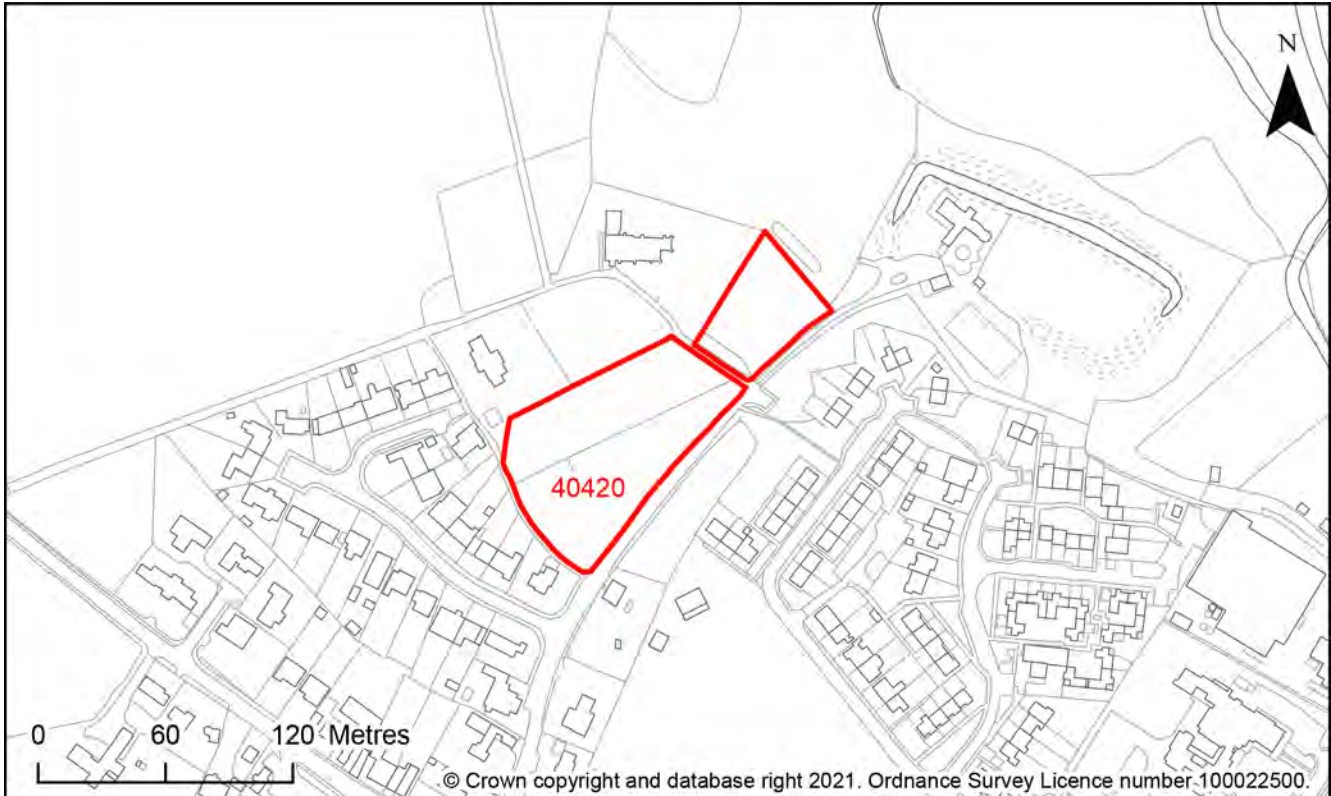 N
40420
0 60 120 Metres
© Crown copyright and database right 2021. Ordnance Survey Licence number 100022500.